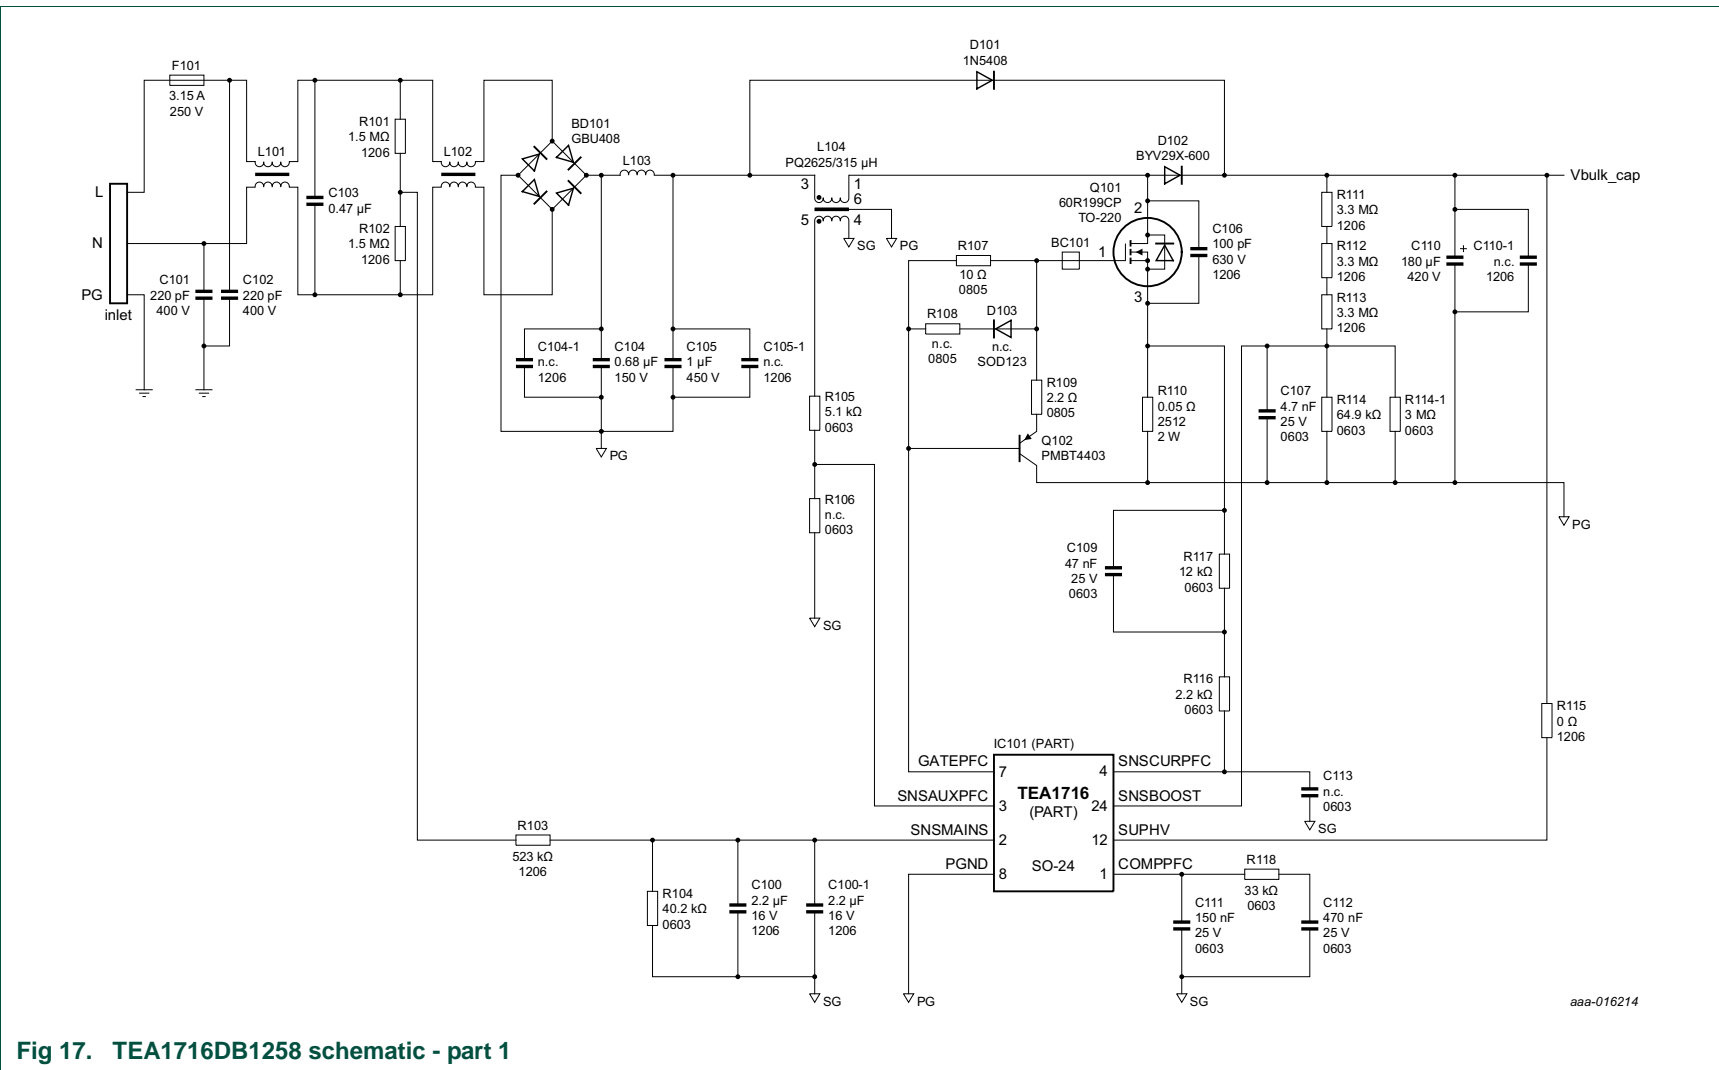 F101
3.15 A
250 V
L101
C103
0.47 µF
R101
1.5 MΩ
1206
R102
1.5 MΩ
1206
L102
BD101
GBU408
L103
D101
1N5408
L104
PQ2625/315 µH
3
1
6
5
4
SG
PG
D102
BYV29X-600
Q101
60R199CP
TO-220
2
1
3
C106
100 pF
630 V
1206
BC101
R107
10 Ω
0805
R108
n.c.
0805
D103
n.c.
SOD123
R109
2.2 Ω
0805
Q102
PMBT4403
R110
0.05 Ω
2512
2 W
R111
3.3 MΩ
1206
R112
3.3 MΩ
1206
R113
3.3 MΩ
1206
C110
180 µF
420 V
+
C110-1
n.c.
1206
Vbulk_cap
C107
4.7 nF
25 V
0603
R114
64.9 kΩ
0603
R114-1
3 MΩ
0603
PG
L
N
PG
inlet
C101
220 pF
400 V
C102
220 pF
400 V
C104-1
n.c.
1206
C104
0.68 µF
150 V
C105
1 µF
450 V
C105-1
n.c.
1206
PG
R105
5.1 kΩ
0603
R106
n.c.
0603
SG
C109
47 nF
25 V
0603
R117
12 kΩ
0603
R116
2.2 kΩ
0603
R115
0 Ω
1206
IC101 (PART)
GATEPFC
7
4
SNSCURPFC
TEA1716
(PART)
SNSAUXPFC
3
24
SNSBOOST
SNSMAINS
2
12
SUPHV
PGND
8
SO-24
1
COMPPFC
C113
n.c.
0603
SG
R103
523 kΩ
1206
R104
40.2 kΩ
0603
C100
2.2 µF
16 V
1206
C100-1
2.2 µF
16 V
1206
SG
PG
R118
33 kΩ
0603
C111
150 nF
25 V
0603
C112
470 nF
25 V
0603
SG
aaa-016214
Fig 17. TEA1716DB1258 schematic - part 1